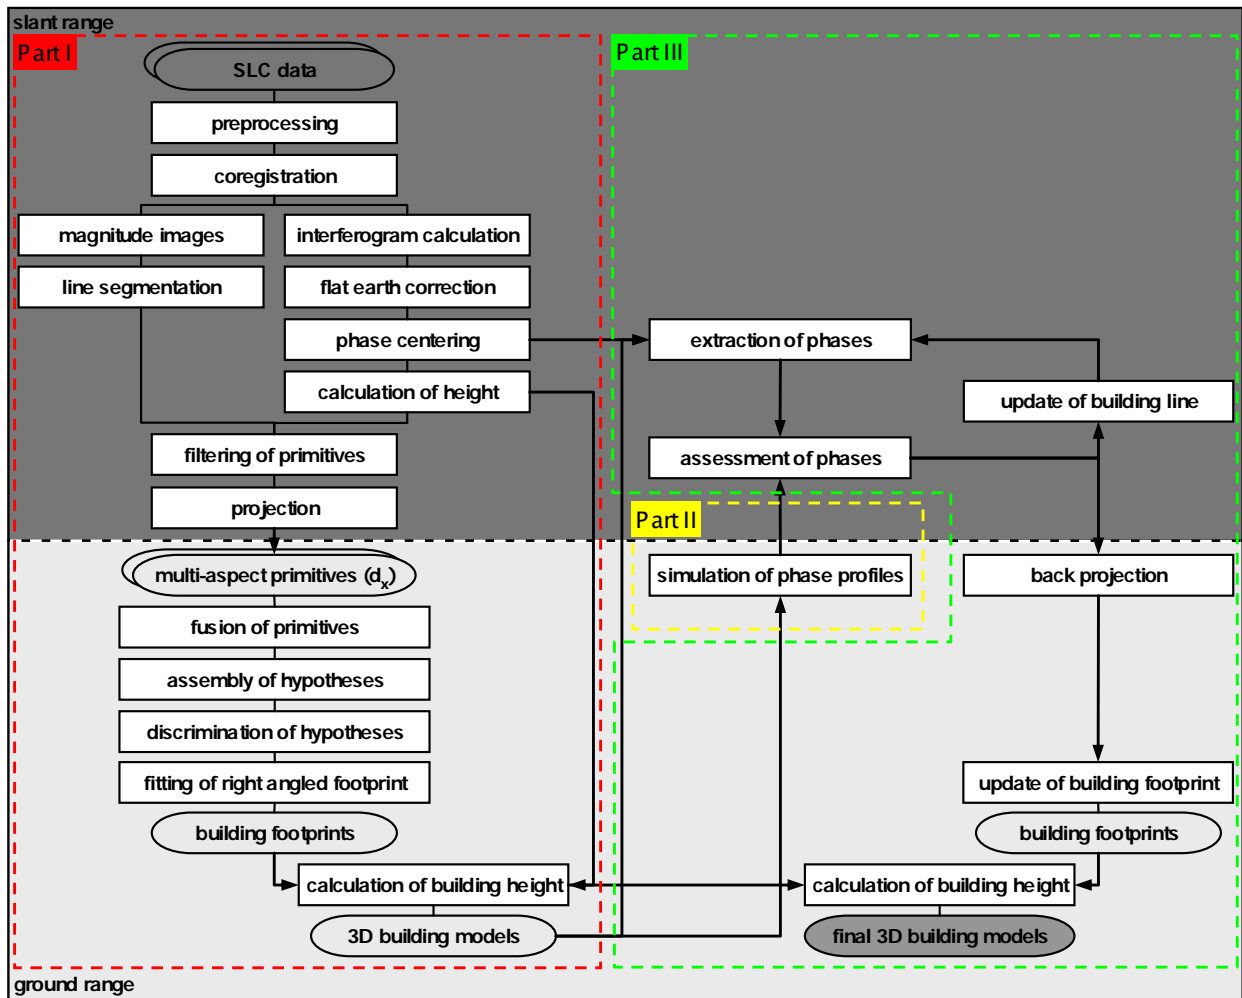 slant range
Part I
Part III
SLC data
preprocessing
coregistration
magnitude images
interferogram calculation
line segmentation
flat earth correction
phase centering
extraction of phases
calculation of height
update of building line
filtering of primitives
assessment of phases
projection
Part II
multi-aspect primitives (dx)
simulation of phase profiles
back projection
fusion of primitives
assembly of hypotheses
discrimination of hypotheses
fitting of right angled footprint
update of building footprint
building footprints
building footprints
calculation of building height
calculation of building height
3D building models
final 3D building models
ground range